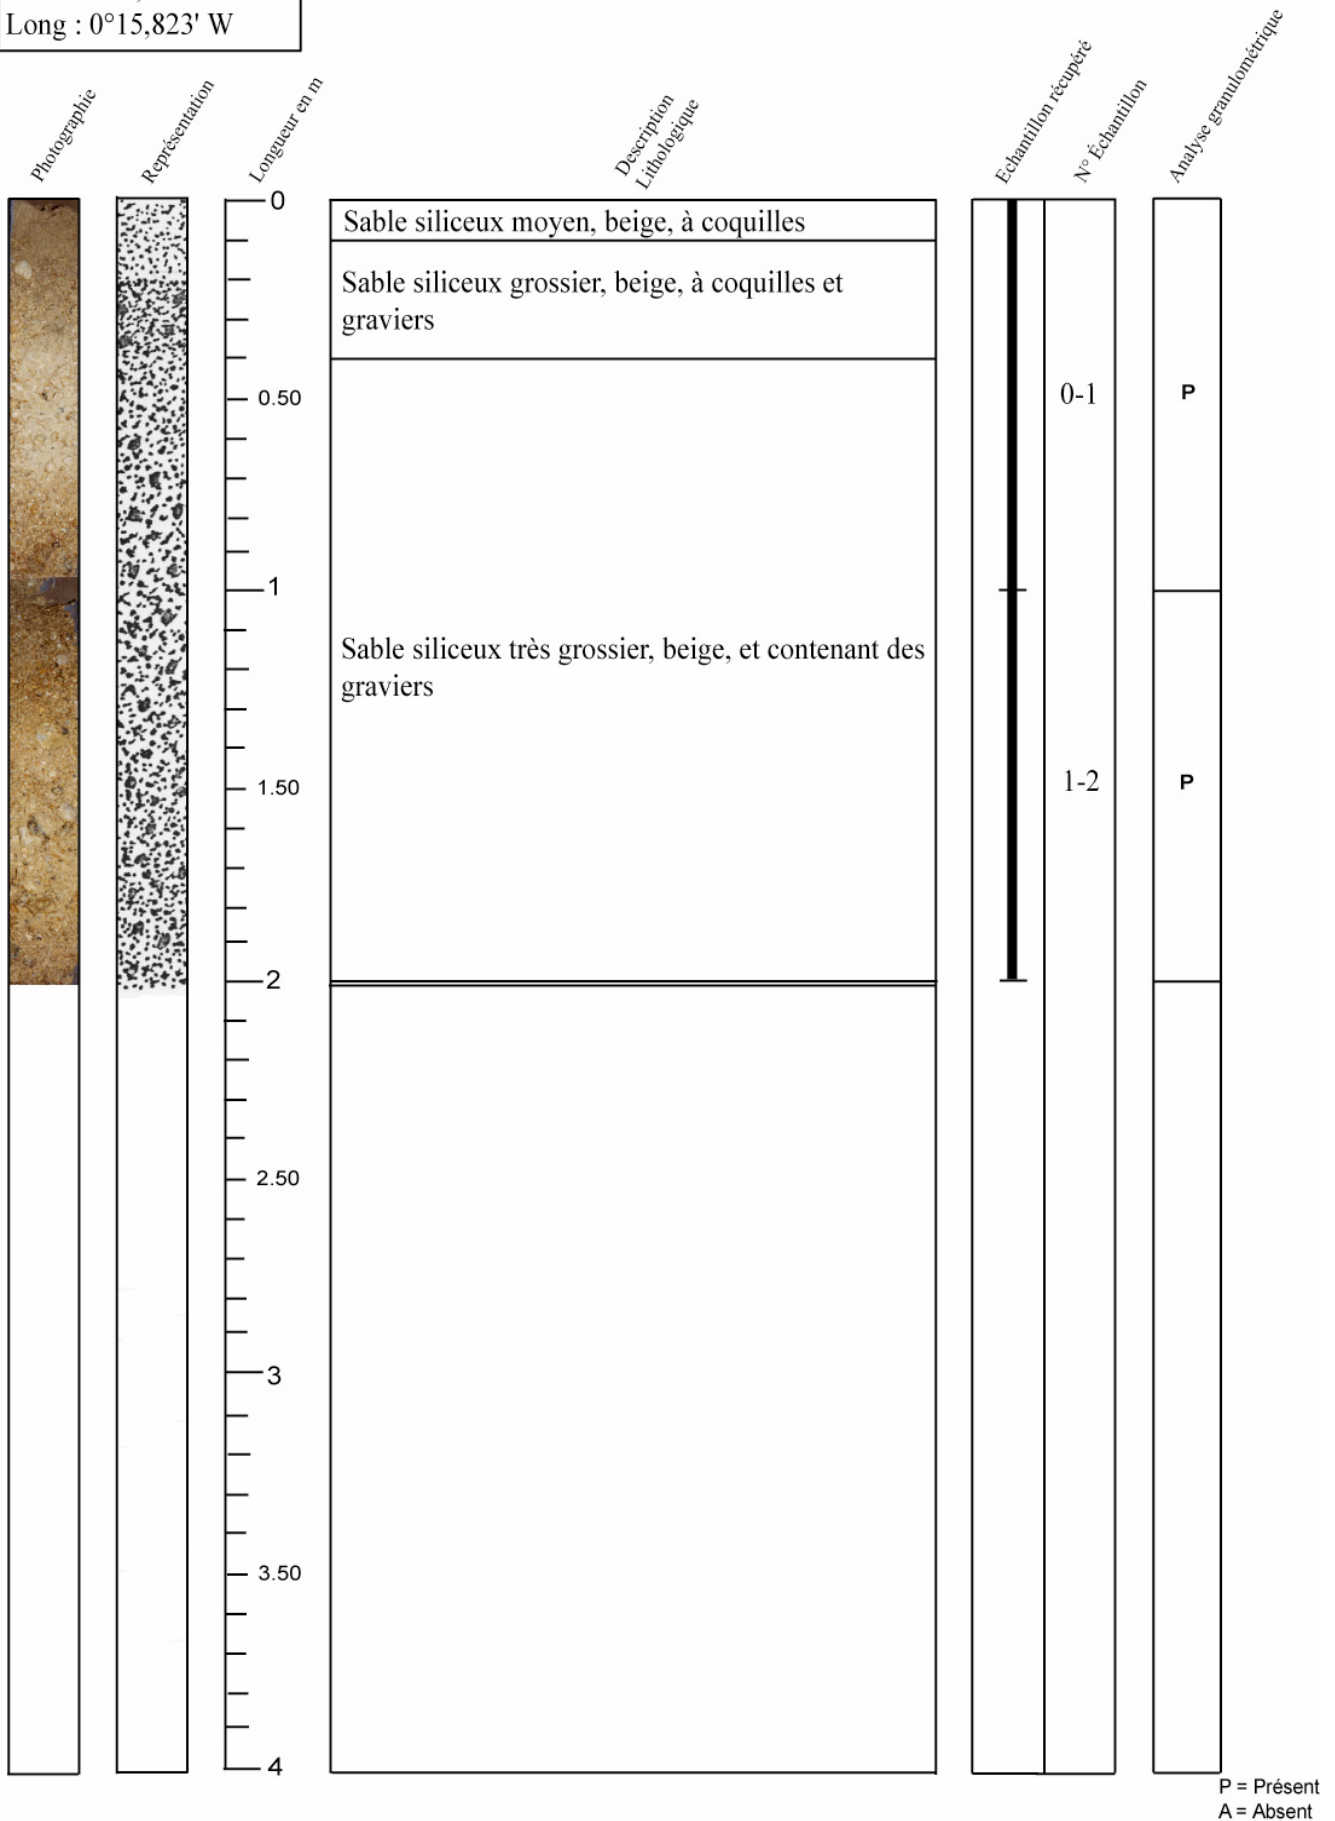 Long : 0°15,823' W
Photographie
Représentation
Longueur en m
Description
Lithologique
Echantillon récupéré
N° Échantillon
Analyse granulométrique
0
Sable siliceux moyen, beige, à coquilles
Sable siliceux grossier, beige, à coquilles et
graviers
0.50
0-1
P
1
Sable siliceux très grossier, beige, et contenant des
graviers
1.50
1-2
P
2
2.50
3
3.50
4
P = Présent
A = Absent